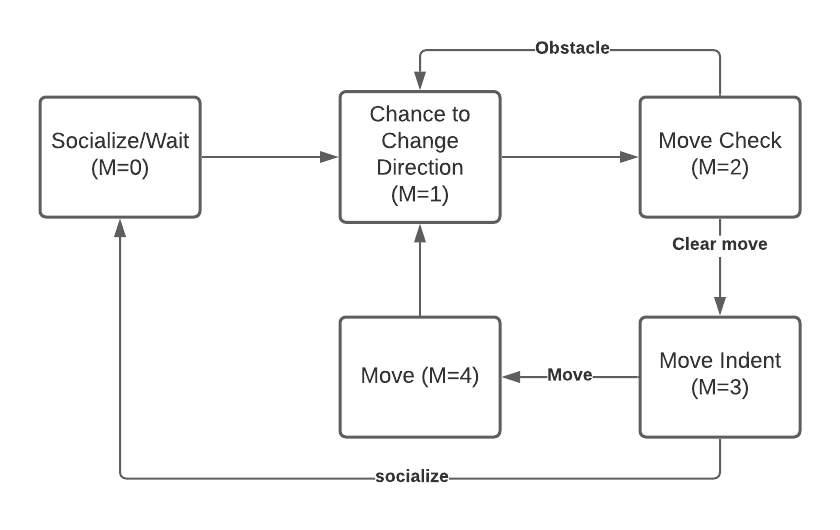 Obstacle
Socialize/Wait
(M=0)
Chance to
Change
Direction
(M=1)
Move Check
(M=2)
Clear move
Move (M=4)
Move
Move Indent
(M=3)
socialize